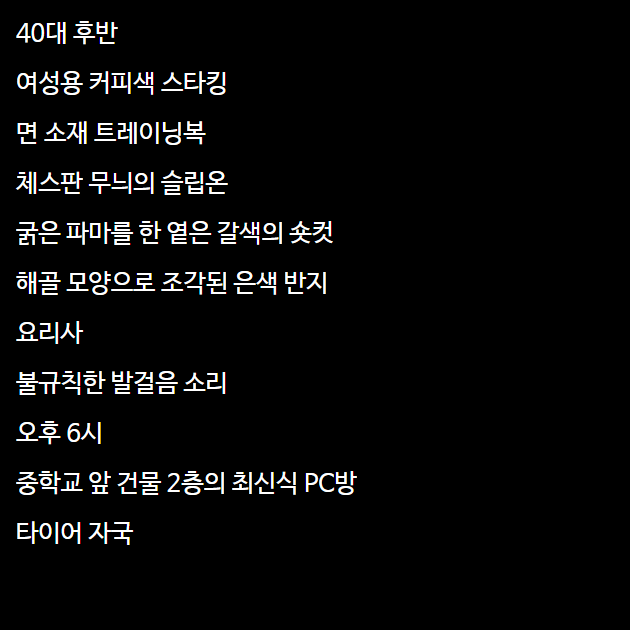 40대 후반
여성용 커피색 스타킹
면 소재 트레이닝복
체스판 무늬의 슬립온
굵은 파마를 한 옅은 갈색의 숏컷
해골 모양으로 조각된 은색 반지
요리사
불규칙한 발걸음 소리
오후 6시
중학교 앞 건물 2층의 최신식 PC방
타이어 자국